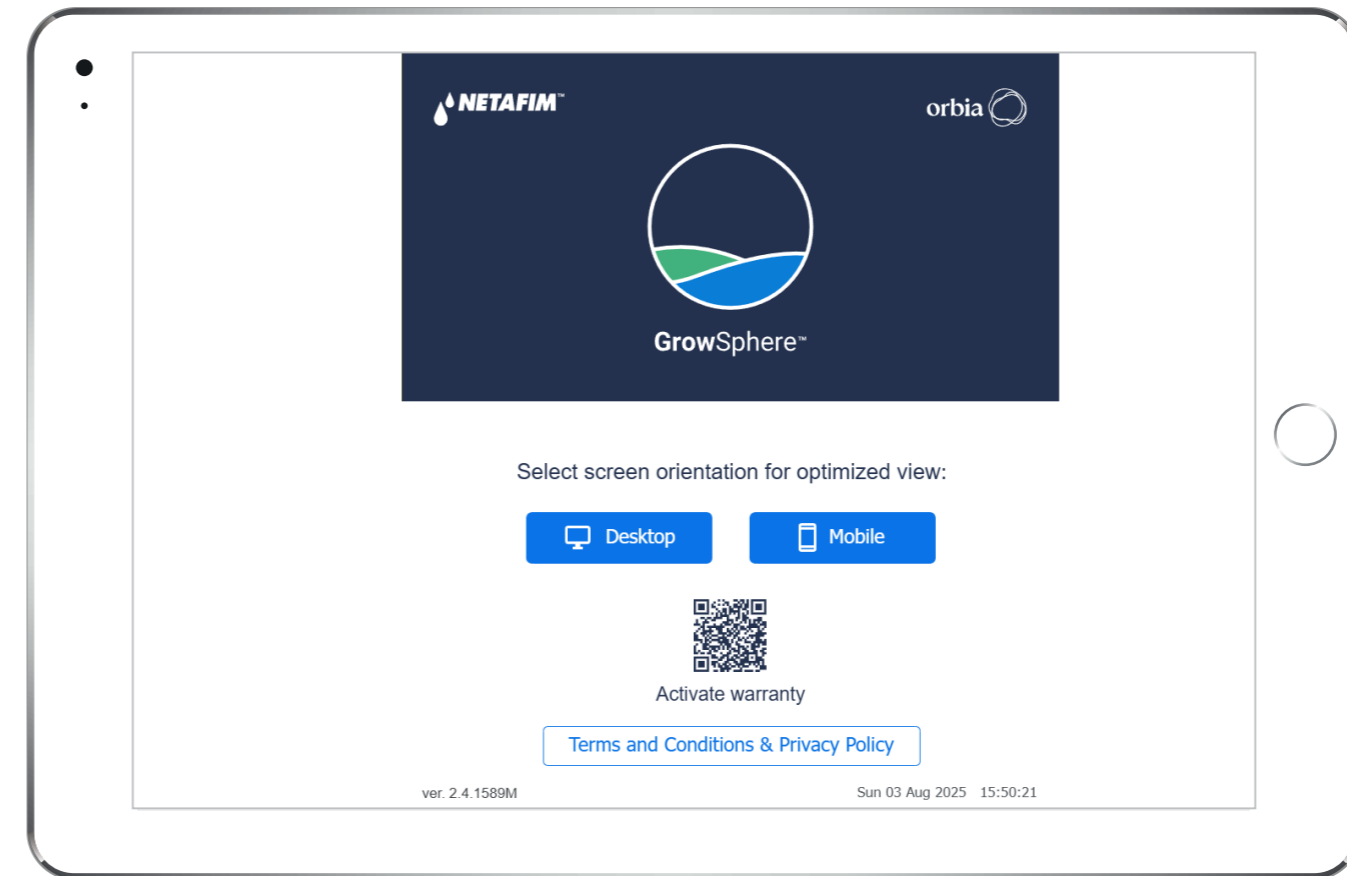 NETAFIM™
orbia
GrowSphere™
Select screen orientation for optimized view:
Desktop
Mobile
Activate warranty
Terms and Conditions & Privacy Policy
ver. 2.4.1589M
Sun 03 Aug 2025 15:50:21